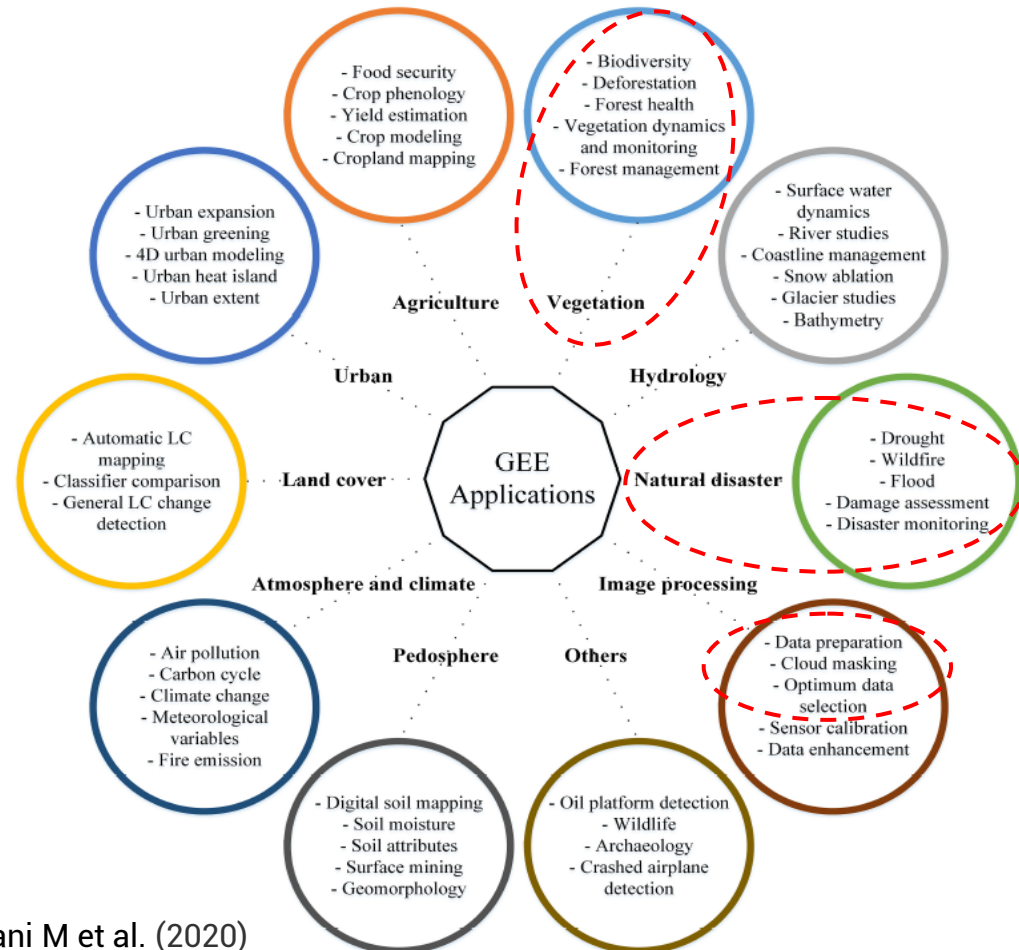 - Food security
- Crop phenology
- Yield estimation
- Crop modeling
- Cropland mapping
- Biodiversity
- Deforestation
- Forest health
- Vegetation dynamics
and monitoring
- Forest management
- Urban expansion
- Urban greening
- 4D urban modeling
- Urban heat island
- Urban extent
- Surface water
dynamics
- River studies
- Coastline management
- Snow ablation
- Glacier studies
- Bathymetry
Agriculture
Vegetation
Urban
Hydrology
- Automatic LC
mapping
- Classifier comparison
- General LC change
detection
Land cover
GEE
Applications
Natural disaster
- Drought
- Wildfire
- Flood
- Damage assessment
- Disaster monitoring
Atmosphere and climate
Image processing
Pedosphere
Others
- Air pollution
- Carbon cycle
- Climate change
- Meteorological
variables
- Fire emission
- Data preparation
- Cloud masking
- Optimum data
selection
- Sensor calibration
- Data enhancement
- Digital soil mapping
- Soil moisture
- Soil attributes
- Surface mining
- Geomorphology
- Oil platform detection
- Wildlife
- Archaeology
- Crashed airplane
detection
ani M et al. (2020)